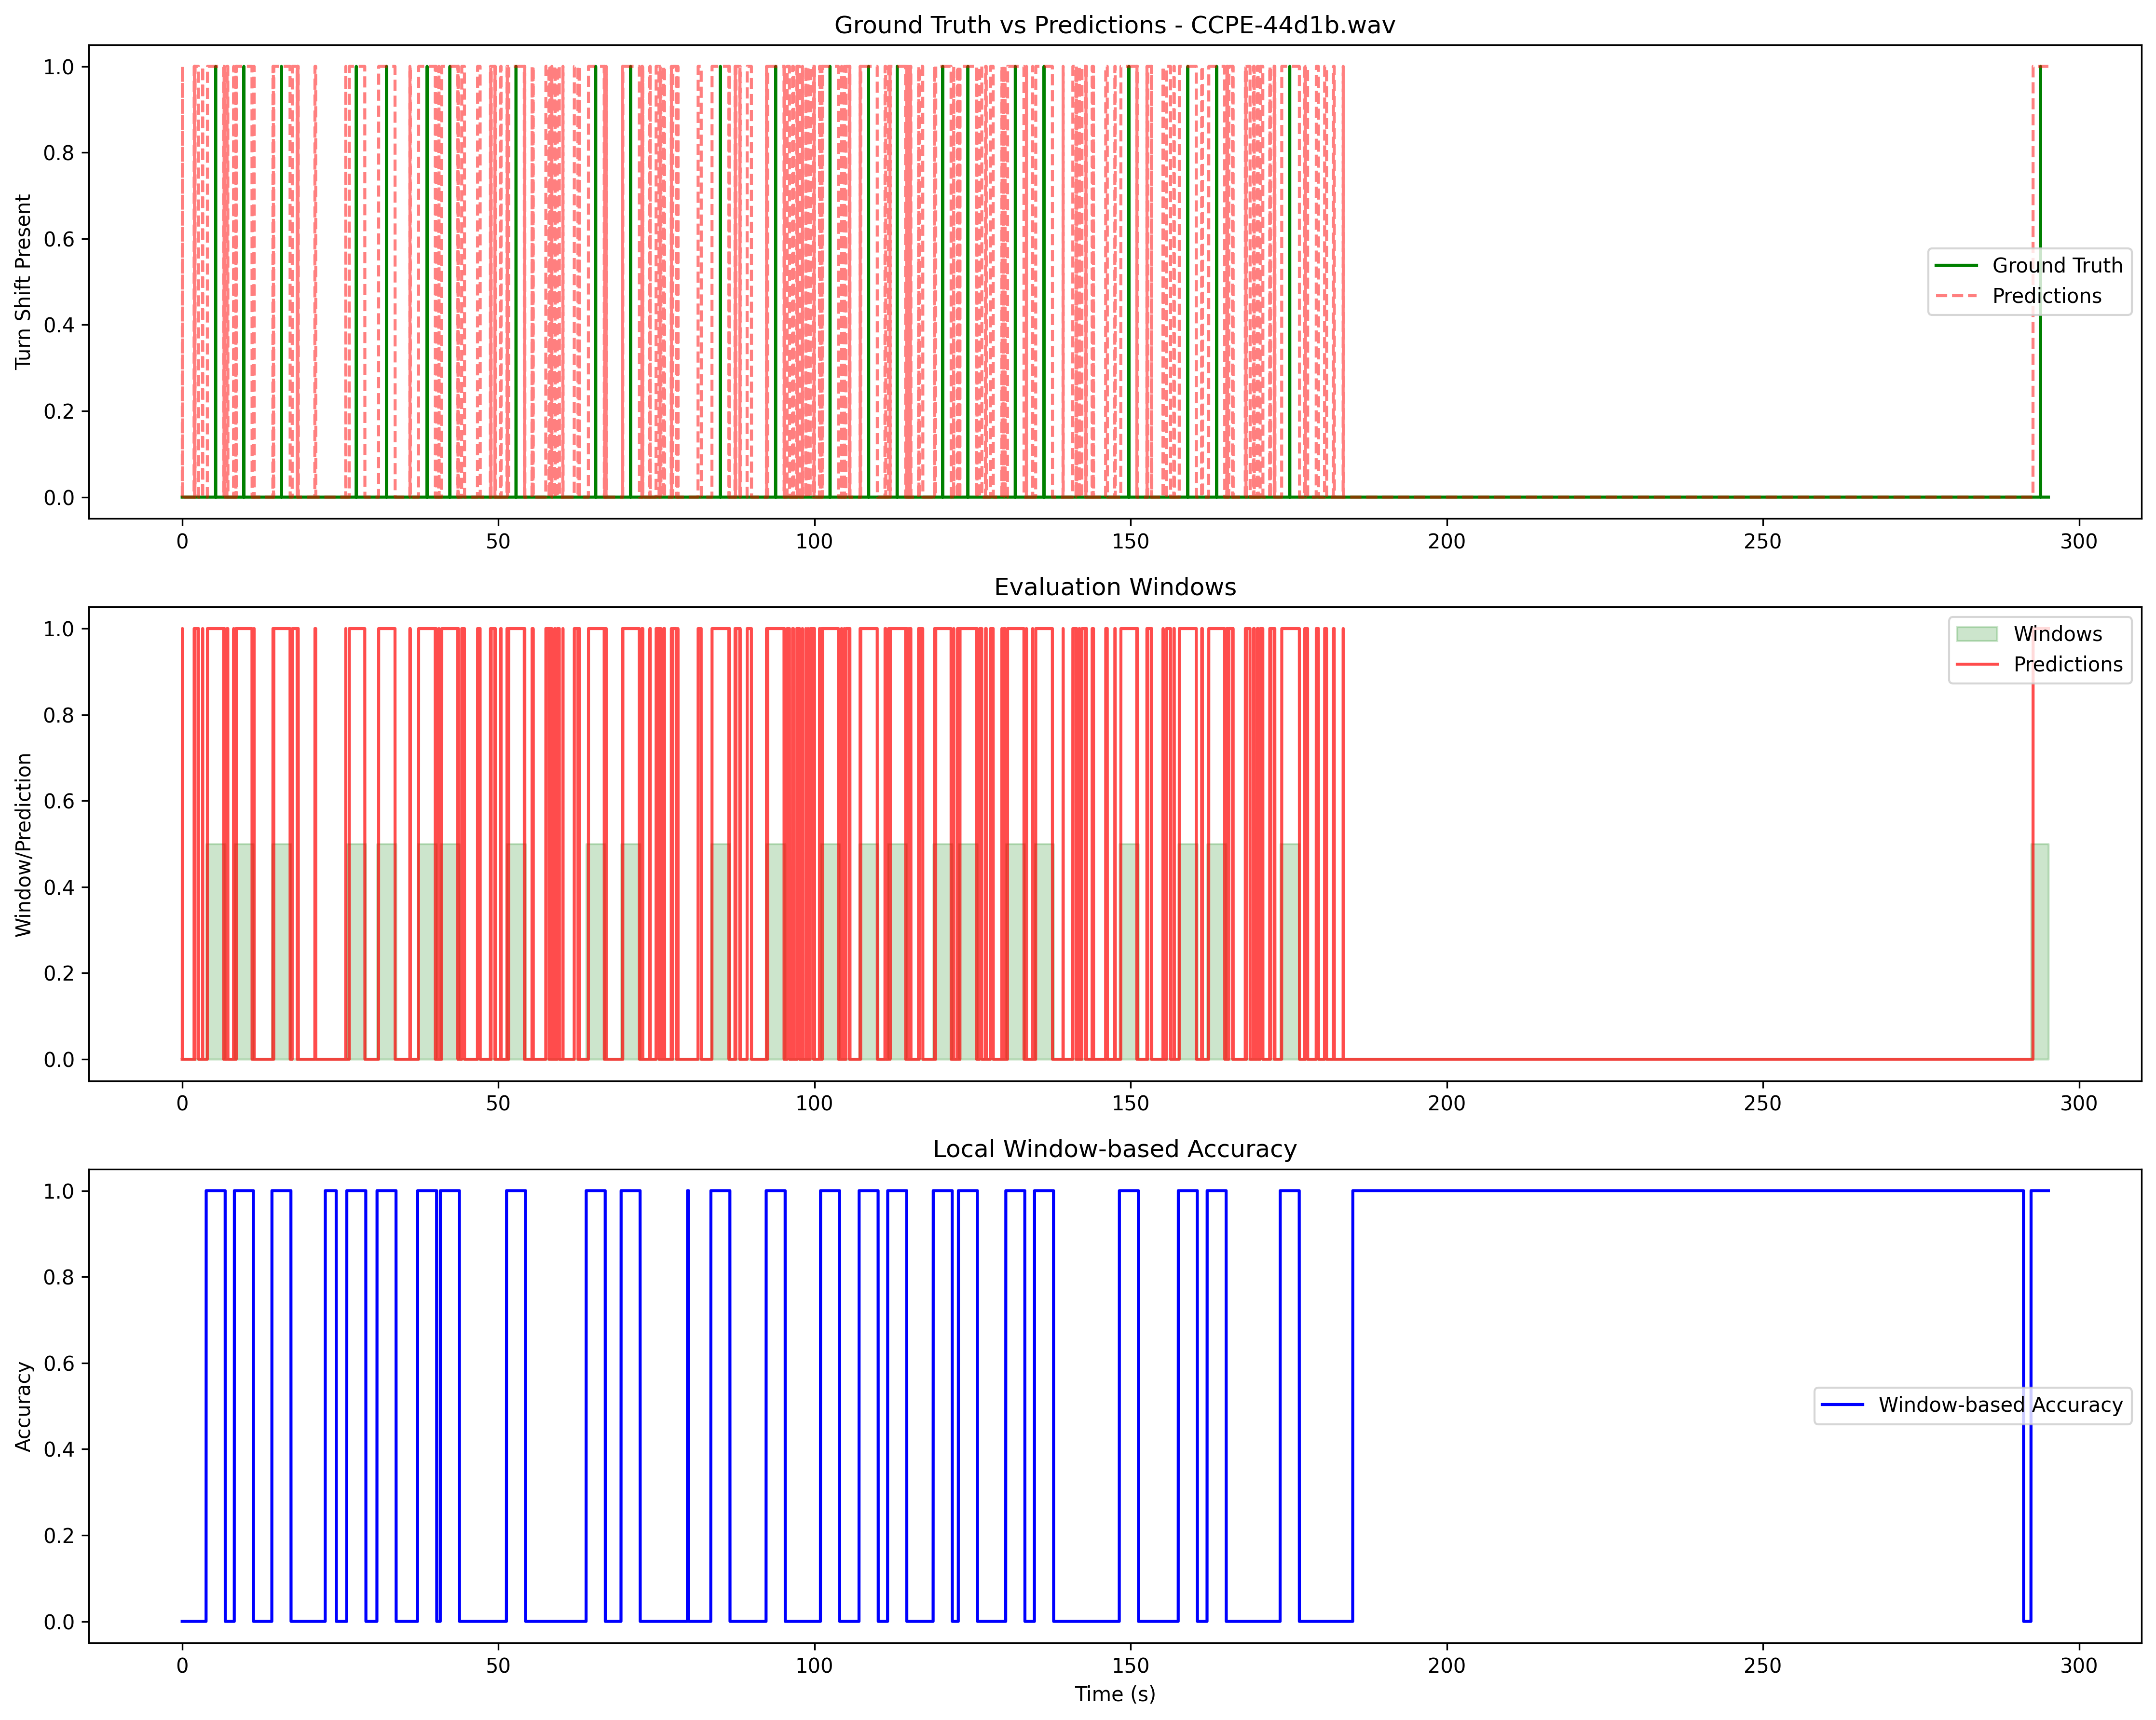 Ground Truth vs Predictions - CCPE-44d1b.wav
Turn Shift Present
1.0
0.8
0.6
0.4
0.2
0.0
Ground Truth
Predictions
0 50 100 150 200 250 300
Evaluation Windows
Window/Prediction
1.0
0.8
0.6
0.4
0.2
0.0
Windows
Predictions
0 50 100 150 200 250 300
Local Window-based Accuracy
Accuracy
1.0
0.8
0.6
0.4
0.2
0.0
Window-based Accuracy
0 50 100 150 200 250 300
Time (s)